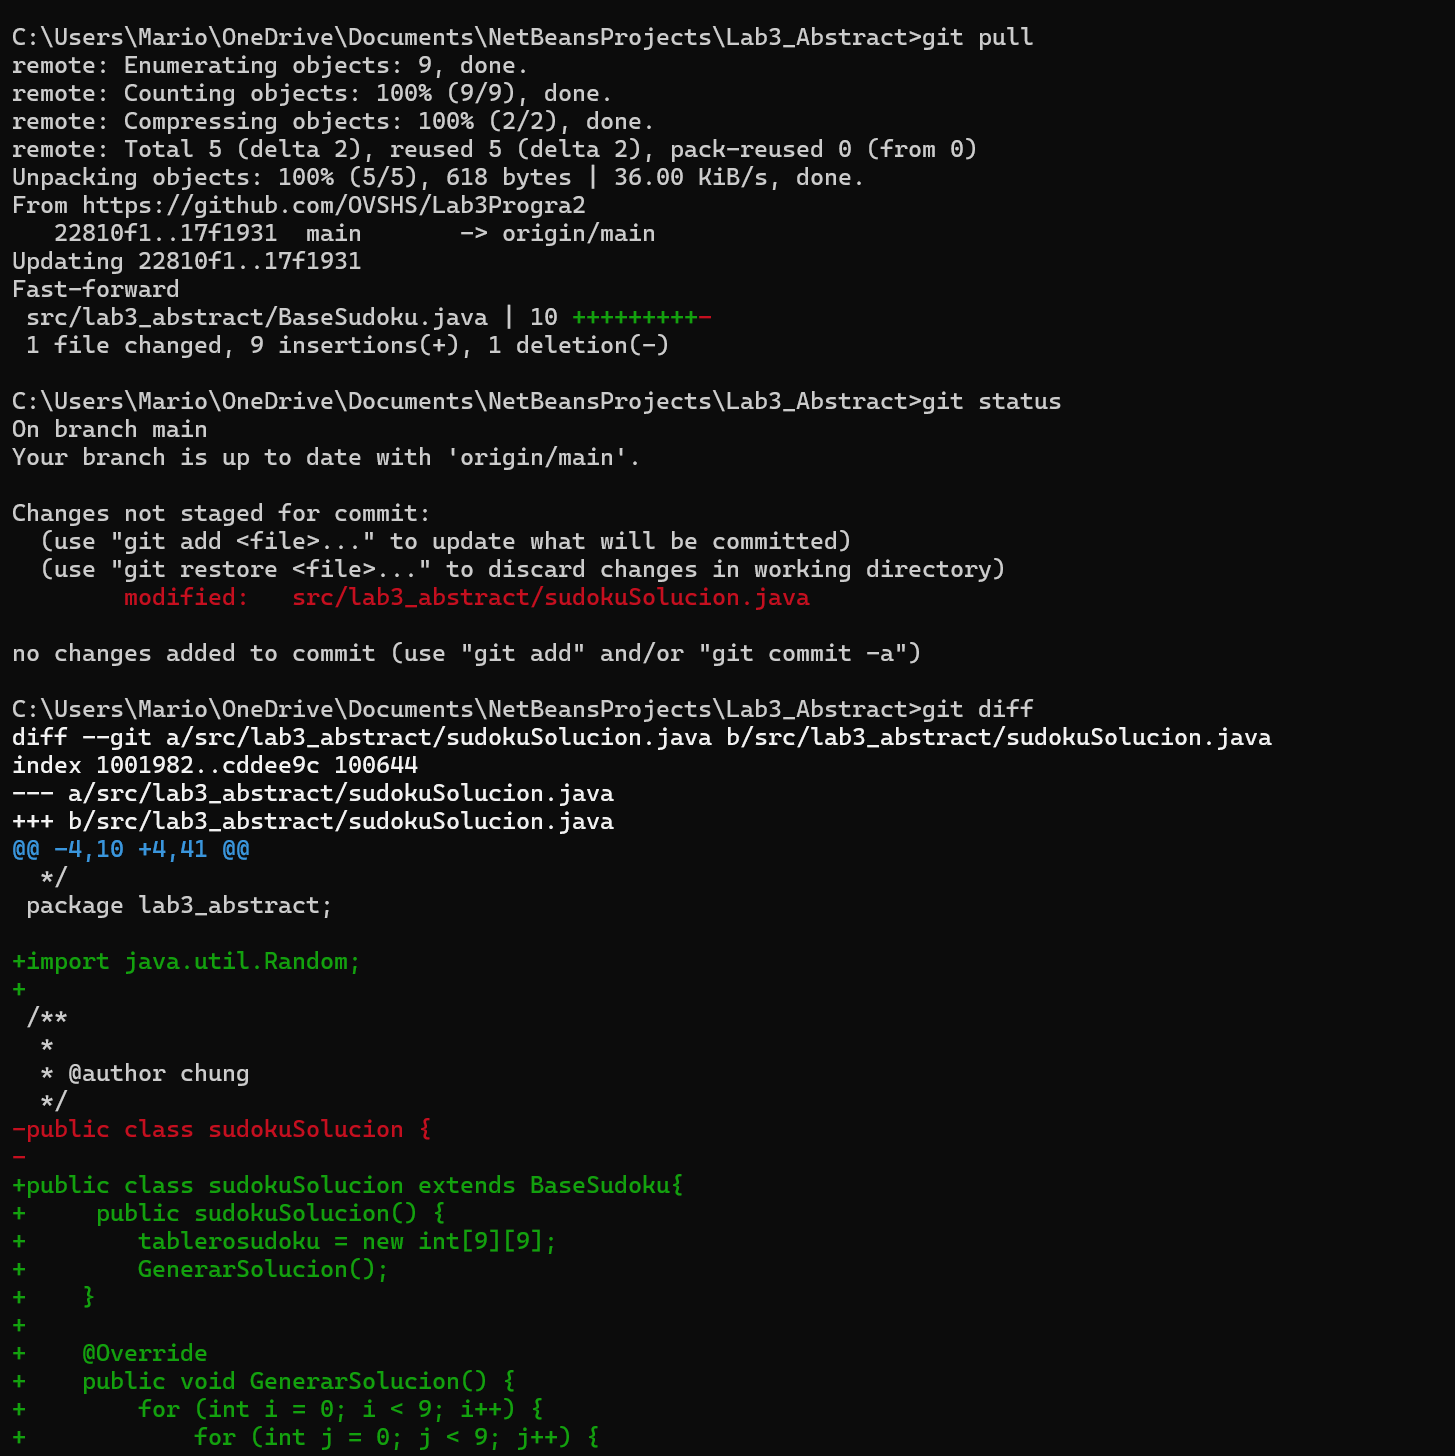 C:\Users\Mario\OneDrive\Documents\NetBeansProjects\Lab3_Abstract>git pull
remote: Enumerating objects: 9, done.
remote: Counting objects: 100% (9/9), done.
remote: Compressing objects: 100% (2/2), done.
remote: Total 5 (delta 2), reused 5 (delta 2), pack-reused 0 (from 0)
Unpacking objects: 100% (5/5), 618 bytes | 36.00 KiB/s, done.
From https://github.com/OVSHS/Lab3Progra2
   22810f1..17f1931  main       -> origin/main
Updating 22810f1..17f1931
Fast-forward
 src/lab3_abstract/BaseSudoku.java | 10 +++++++++-
 1 file changed, 9 insertions(+), 1 deletion(-)

C:\Users\Mario\OneDrive\Documents\NetBeansProjects\Lab3_Abstract>git status
On branch main
Your branch is up to date with 'origin/main'.

Changes not staged for commit:
  (use "git add <file>..." to update what will be committed)
  (use "git restore <file>..." to discard changes in working directory)
        modified:   src/lab3_abstract/sudokuSolucion.java

no changes added to commit (use "git add" and/or "git commit -a")

C:\Users\Mario\OneDrive\Documents\NetBeansProjects\Lab3_Abstract>git diff
diff --git a/src/lab3_abstract/sudokuSolucion.java b/src/lab3_abstract/sudokuSolucion.java
index 1001982..cddee9c 100644
--- a/src/lab3_abstract/sudokuSolucion.java
+++ b/src/lab3_abstract/sudokuSolucion.java
@@ -4,10 +4,41 @@
  */
 package lab3_abstract;

+import java.util.Random;
+
 /**
  *
  * @author chung
  */
-public class sudokuSolucion {
-
+public class sudokuSolucion extends BaseSudoku{
+     public sudokuSolucion() {
+        tablerosudoku = new int[9][9];
+        GenerarSolucion();
+    }
+
+    @Override
+    public void GenerarSolucion() {
+        for (int i = 0; i < 9; i++) {
+            for (int j = 0; j < 9; j++) {